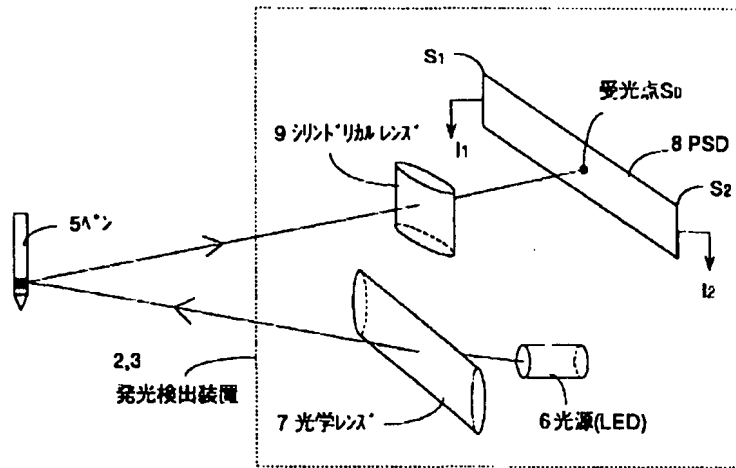 S1
受光点SD
9 シリンドリカルレンズ
I1
8 PSD
S2
5ペン
I2
2,3
発光検出装置
7 光学レンズ
6 光源(LED)